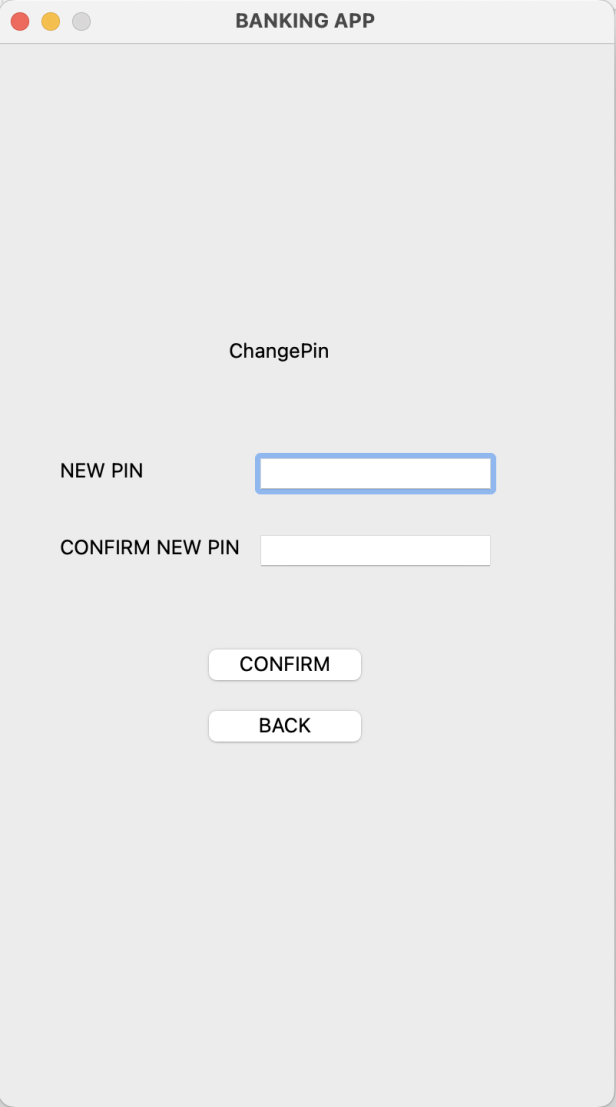 BANKING APP
ChangePin
NEW PIN
CONFIRM NEW PIN
CONFIRM
BACK